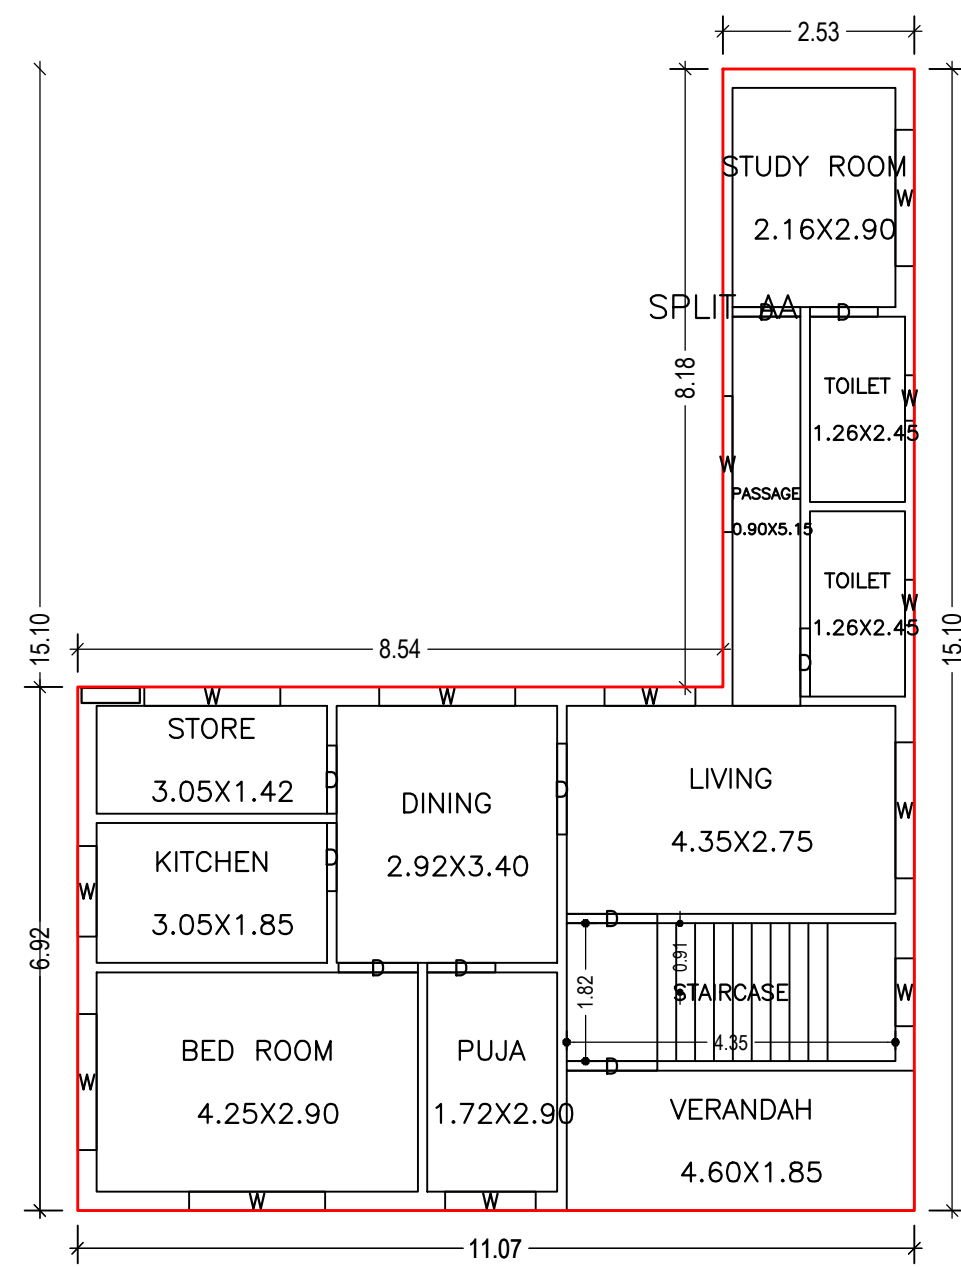 2.53
STUDY ROOM
W
2.16X2.90
SPLIT AA
D
D
8.18
TOILET
W
1.26X2.45
W
PASSAGE
0.90X5.15
TOILET
W
1.26X2.45
15.10
15.10
8.54
D
W
W
W
STORE
3.05X1.42
D
DINING
2.92X3.40
D
LIVING
4.35X2.75
W
KITCHEN
3.05X1.85
D
W
6.92
D
D
D
0.91
1.82
STAIRCASE
W
4.35
D
BED ROOM
4.25X2.90
W
PUJA
1.72X2.90
VERANDAH
4.60X1.85
W
W
11.07